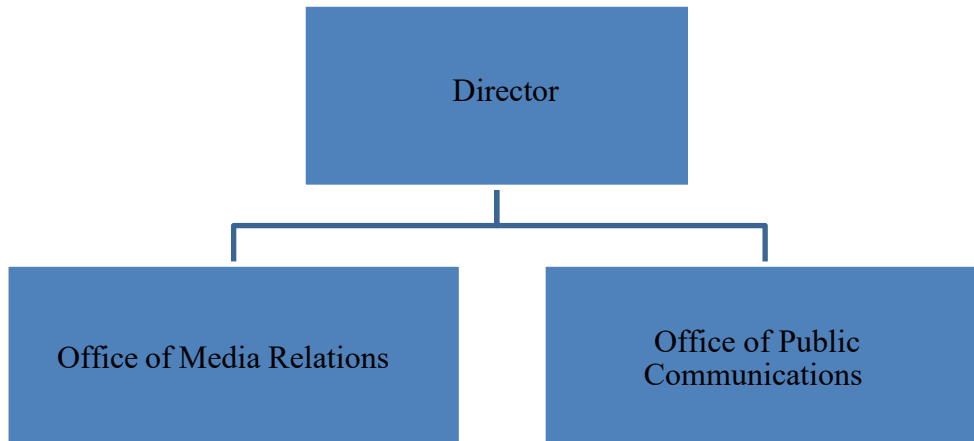 Director
Office of Media Relations
Office of Public
Communications